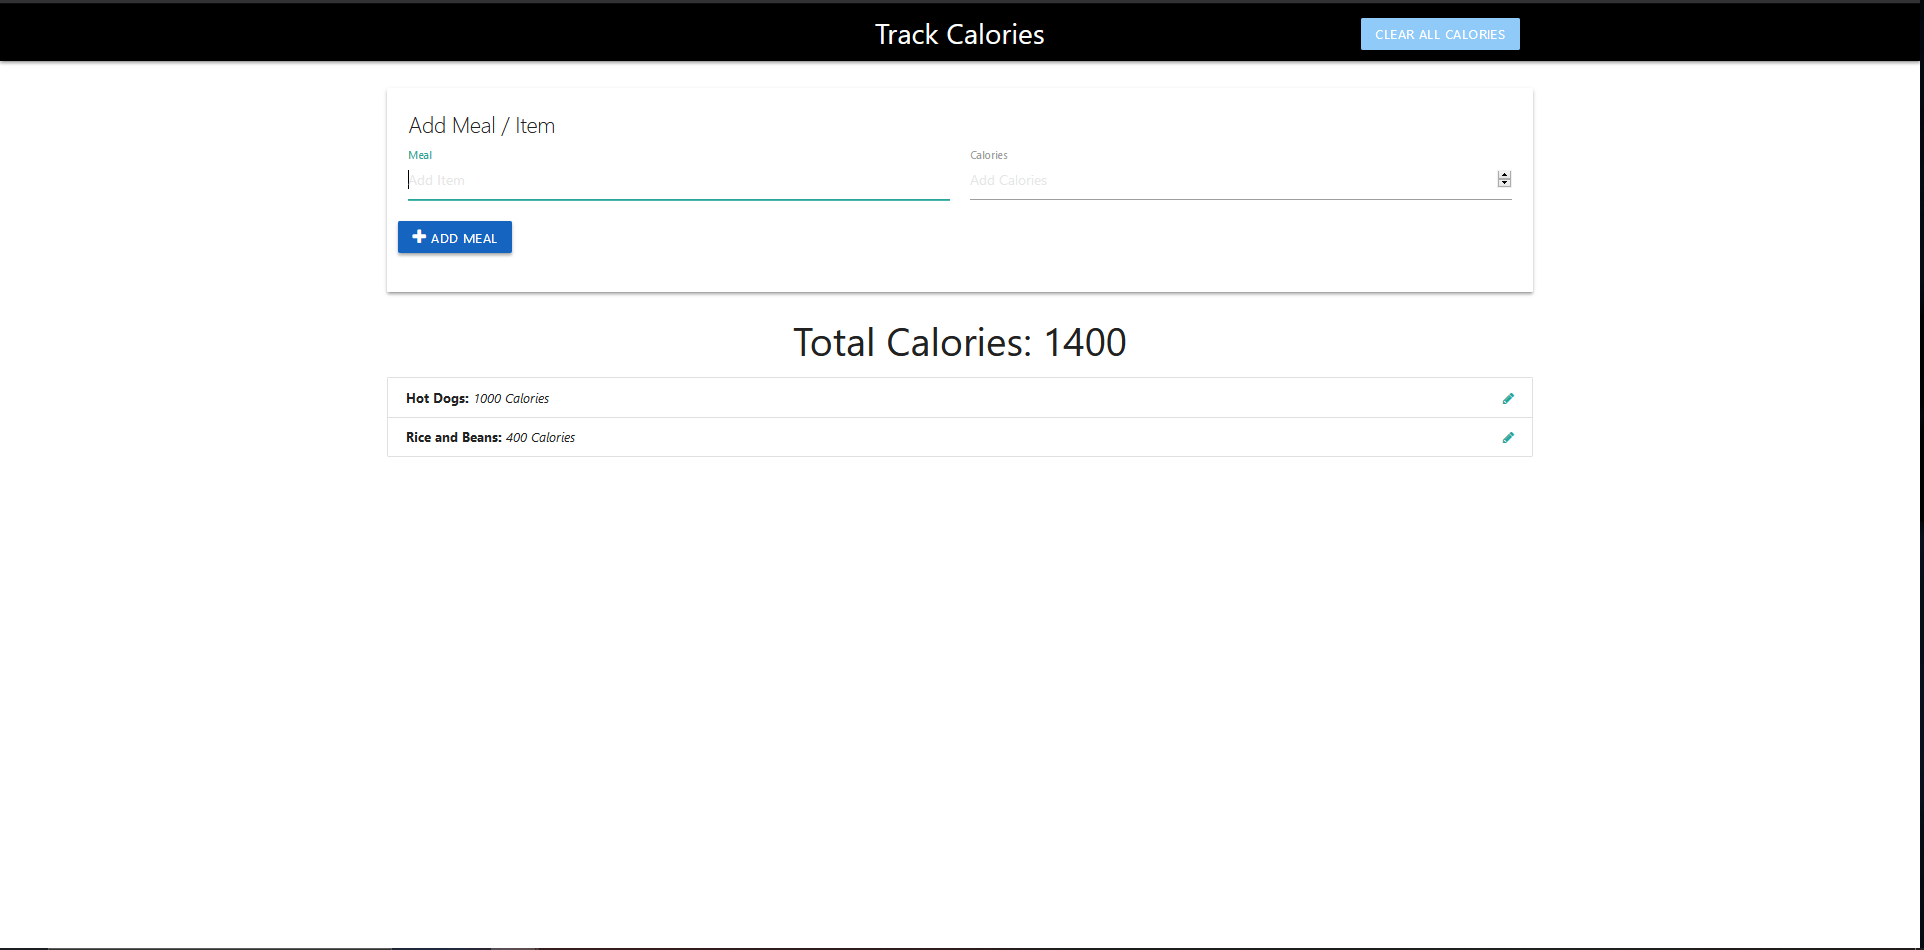 Track Calories
CLEAR ALL CALORIES
Add Meal / Item
Meal
Calories
Add Item
Add Calories
ADD MEAL
Total Calories: 1400
Hot Dogs: 1000 Calories
Rice and Beans: 400 Calories